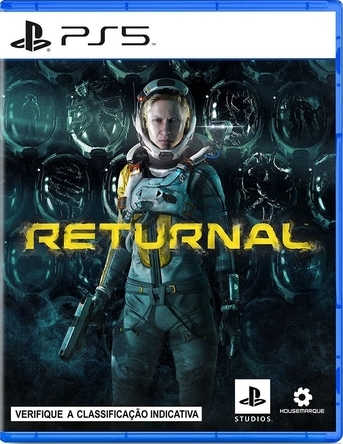 PS5
RETURNAL
VERIFIQUE A CLASSIFICAÇÃO INDICATIVA
STUDIOS
HOUSEMARQUE